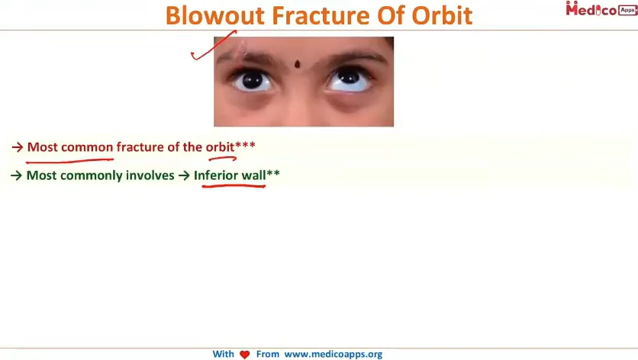 Blowout Fracture Of Orbit
Medico Apps
→ Most common fracture of the orbit***
→ Most commonly involves → Inferior wall**
With ♥ From www.medicoapps.org